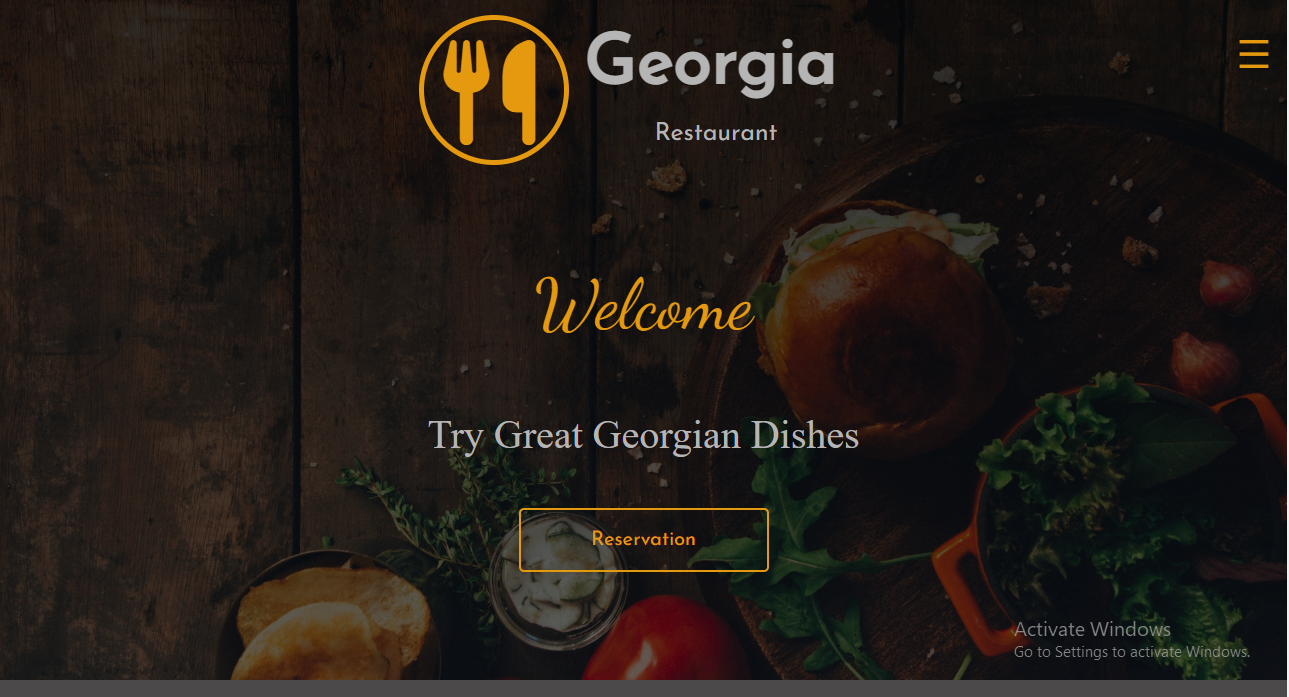 Georgia
Restaurant
Welcome
Try Great Georgian Dishes
Reservation
Activate Windows
Go to Settings to activate Windows.